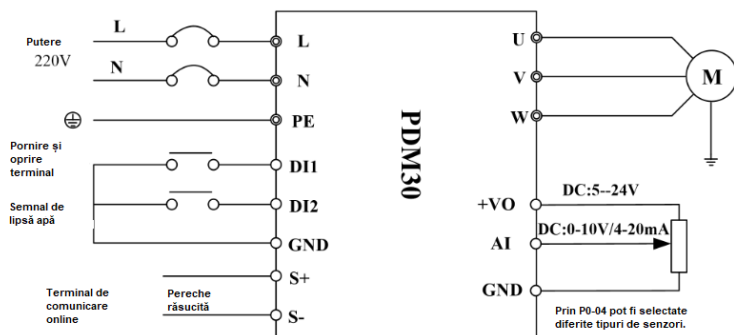 Putere
220V
L
N
L
N
PE
Pornire și
oprire
terminal
DI1
Semnal de
lipsă apă
DI2
GND
S+
Terminal de
comunicare
online
Pereche
răsucită
S-
PDM30
U
V
W
M
+VO
DC:5--24V
AI
DC:0-10V/4-20mA
GND
Prin P0-04 pot fi selectate
diferite tipuri de senzori.